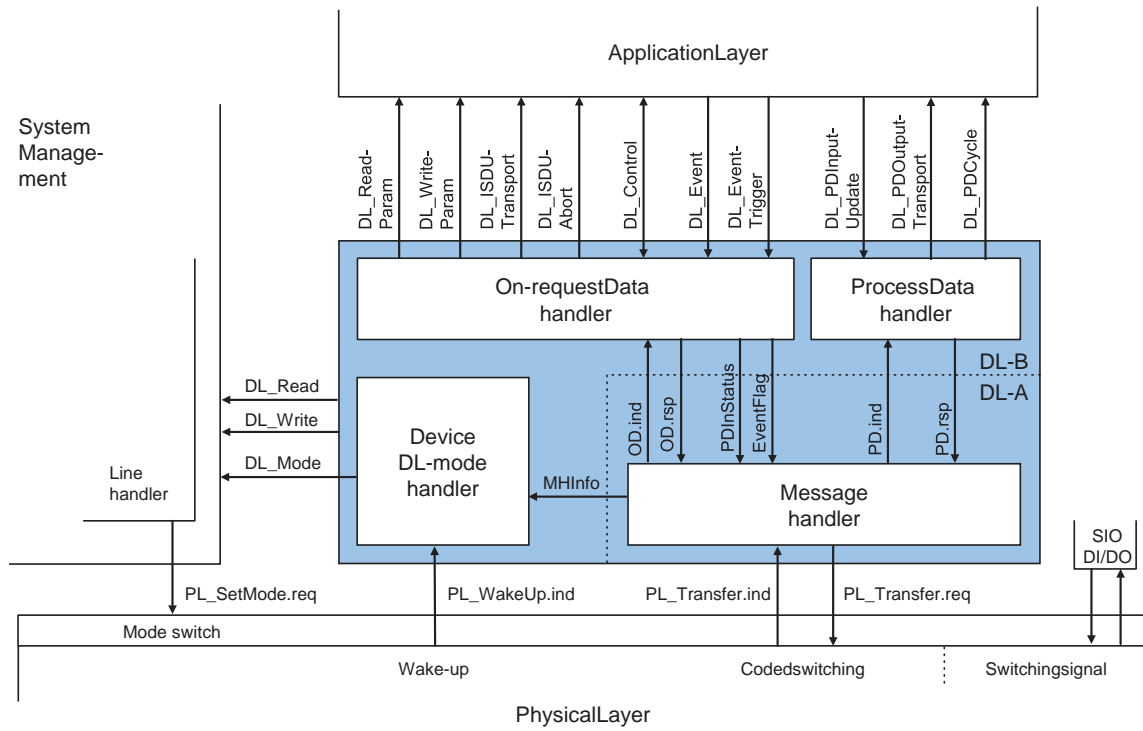 ApplicationLayer
System
Manage-
ment
DL_Read-
Param
DL_Write-
Param
DL_ISDU-
Transport
DL_ISDU-
Abort
DL_Control
DL_Event
DL_Event-
Trigger
DL_PDInput-
Update
DL_PDOutput-
Transport
DL_PDCycle
On-requestData
handler
ProcessData
handler
DL-B
DL-A
DL_Read
DL_Write
DL_Mode
Line
handler
Device
DL-mode
handler
MHInfo
OD.ind
OD.rsp
PDInStatus
EventFlag
PD.ind
PD.rsp
Message
handler
SIO
DI/DO
PL_SetMode.req
PL_WakeUp.ind
PL_Transfer.ind
PL_Transfer.req
Mode switch
Wake-up
Codedswitching
Switchingsignal
PhysicalLayer